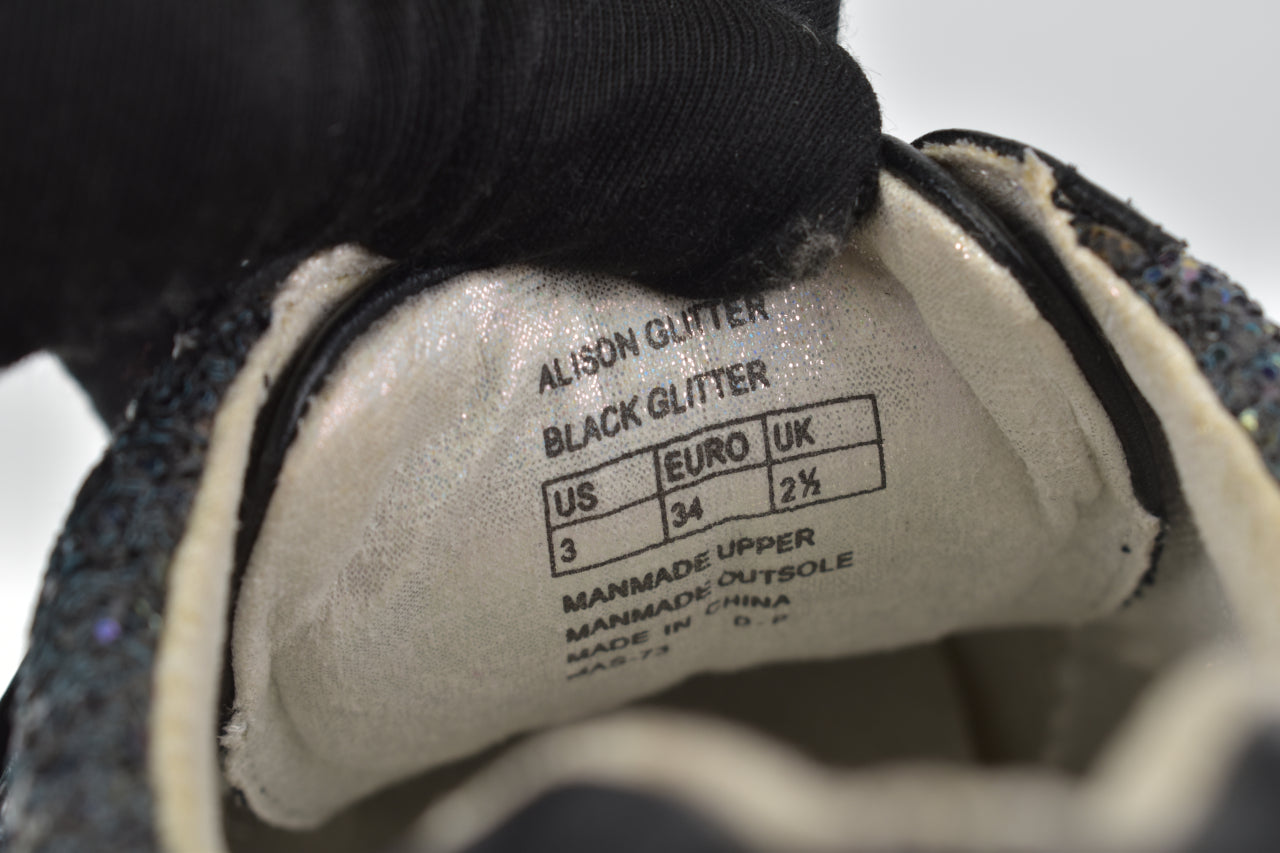 ALISON GLITTER
BLACK GLITTER
US EURO UK
3 34 2½
MANMADE UPPER
MANMADE OUTSOLE
MADE IN CHINA
D.P